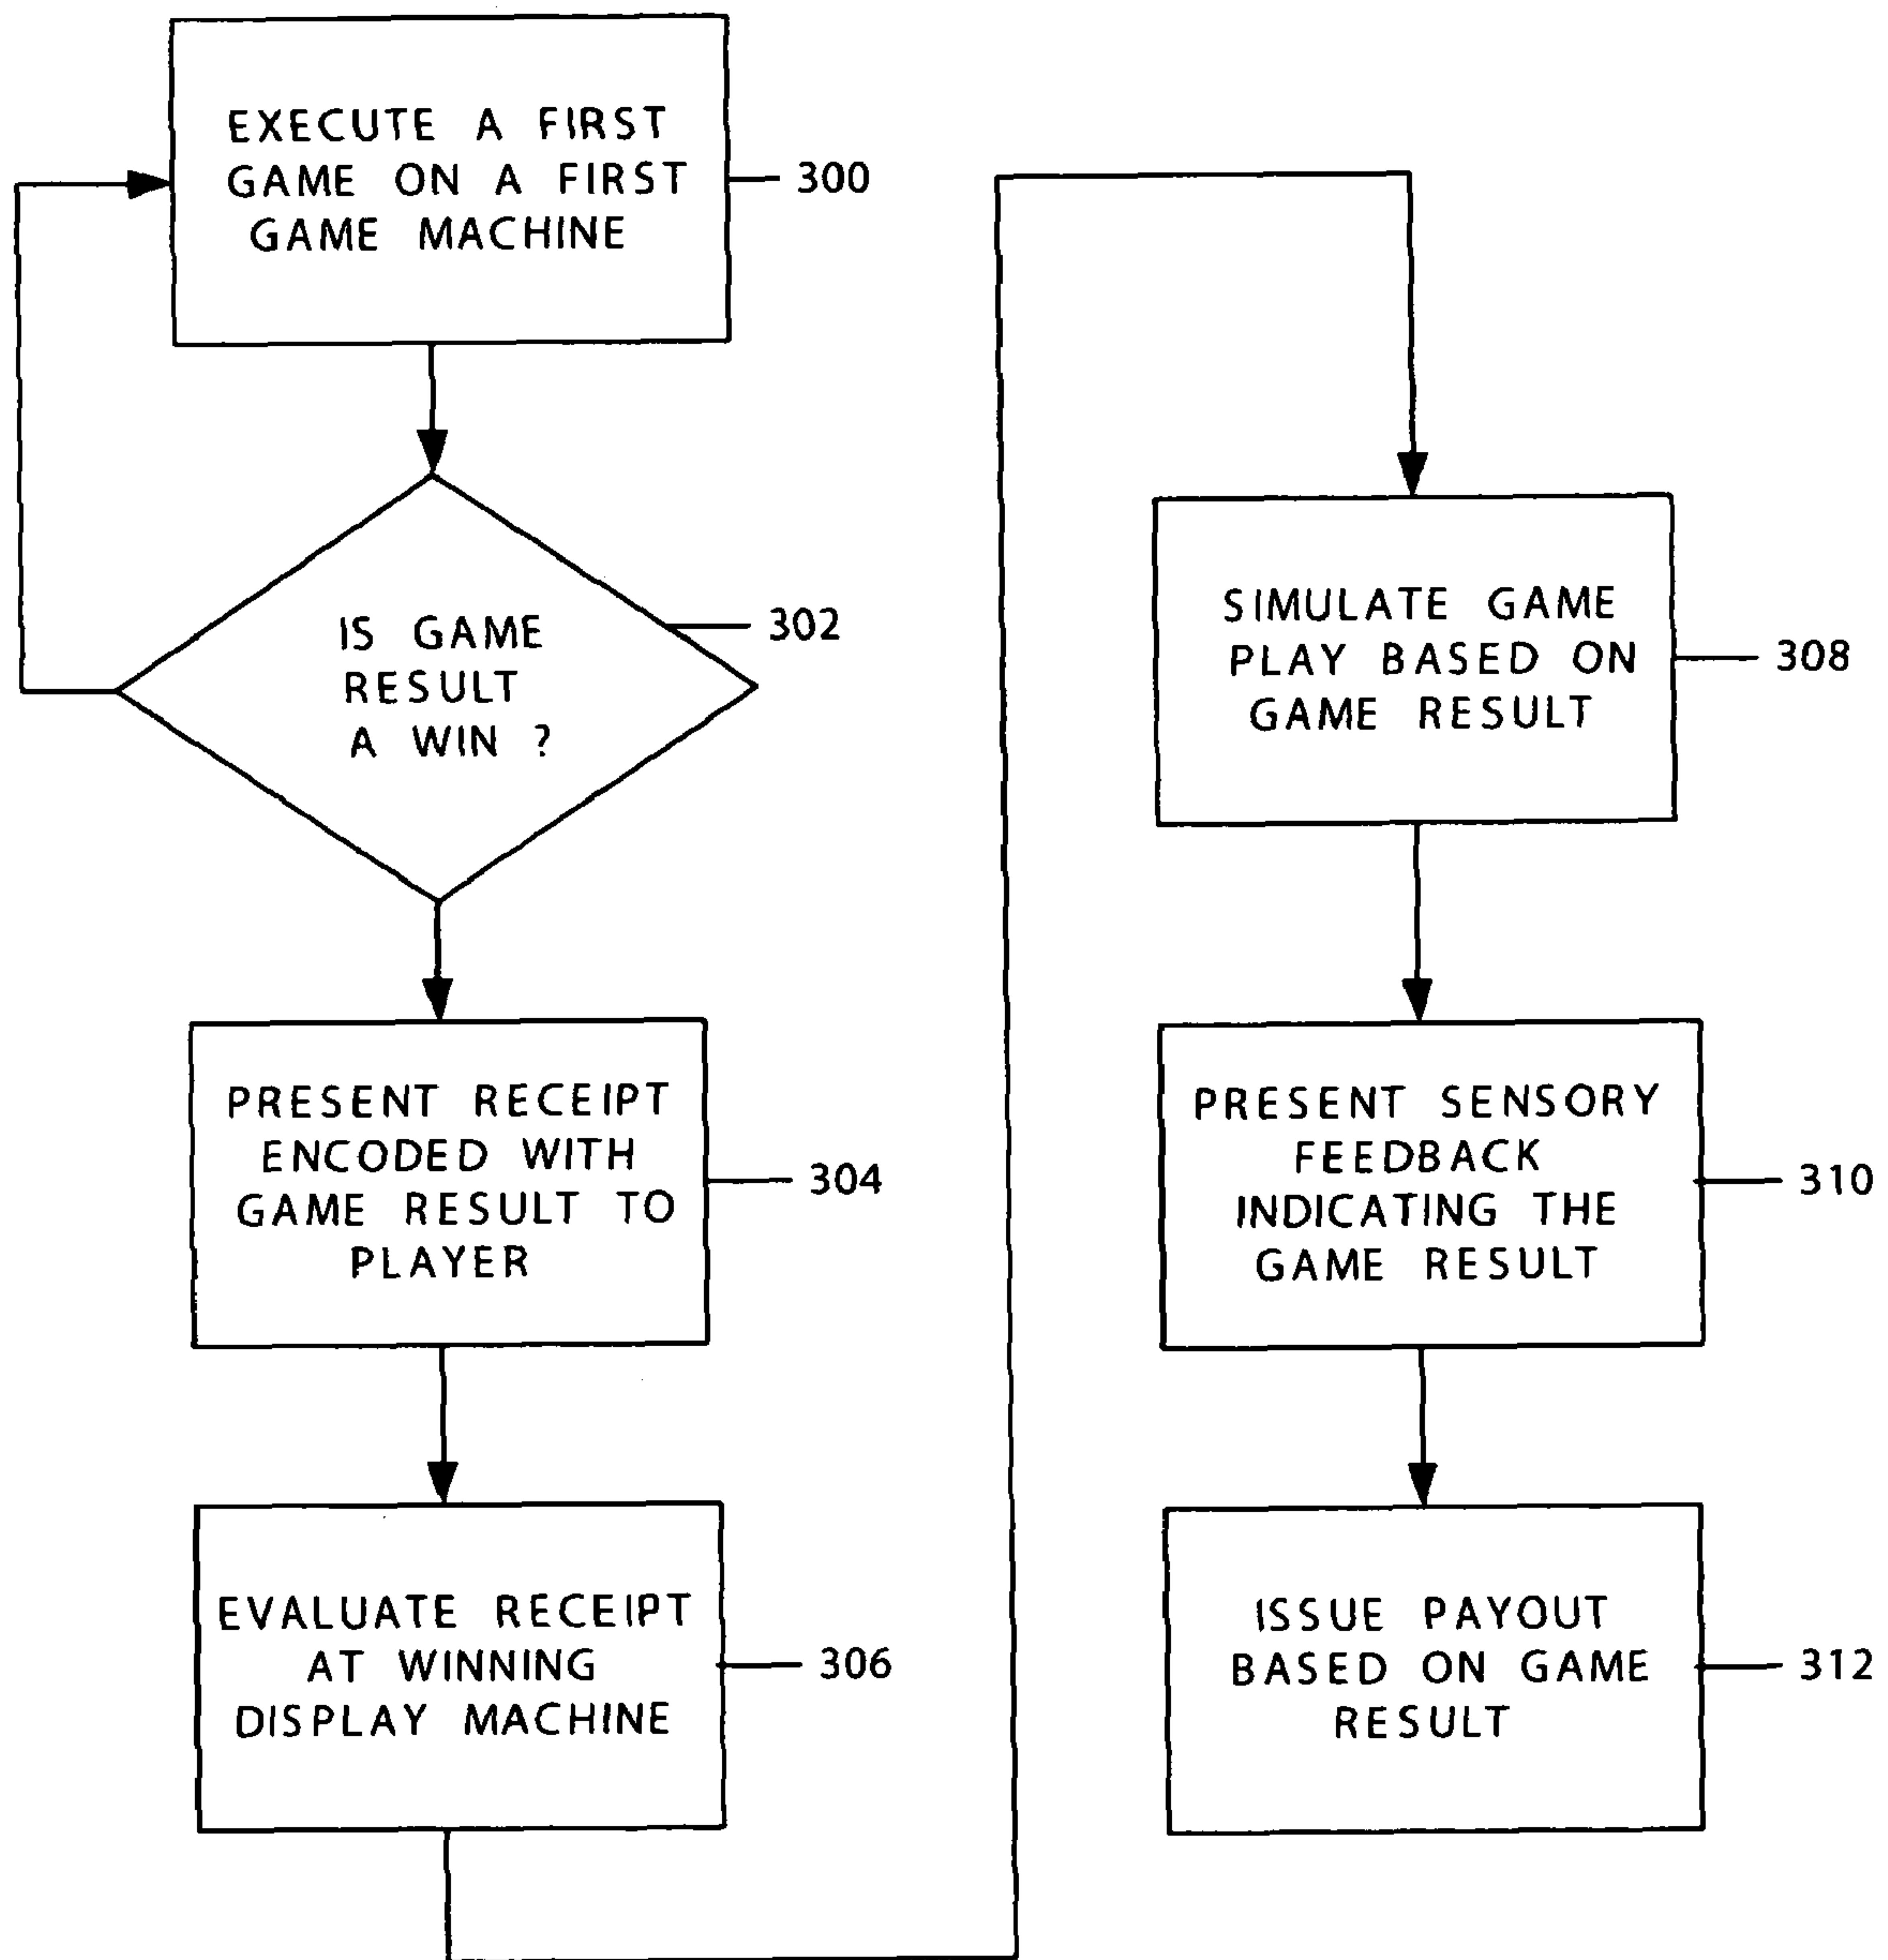 EXECUTE A FIRST
GAME ON A FIRST
GAME MACHINE
300
IS GAME
RESULT
A WIN ?
302
PRESENT RECEIPT
ENCODED WITH
GAME RESULT TO
PLAYER
304
EVALUATE RECEIPT
AT WINNING
DISPLAY MACHINE
306
SIMULATE GAME
PLAY BASED ON
GAME RESULT
308
PRESENT SENSORY
FEEDBACK
INDICATING THE
GAME RESULT
310
ISSUE PAYOUT
BASED ON GAME
RESULT
312